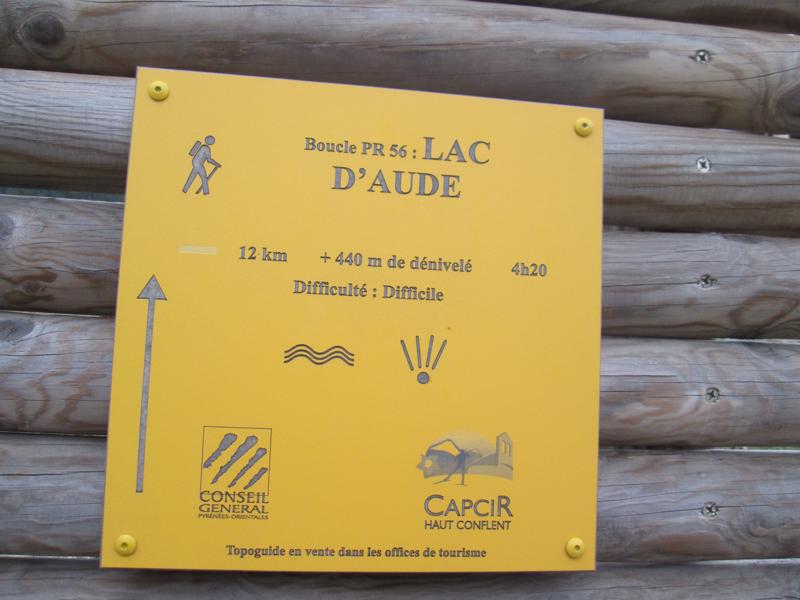 Boucle PR 56 : LAC
D'AUDE
12 km + 440 m de dénivelé 4h20
Difficulté : Difficile
CONSEIL
GENERAL
PYRÉNÉES-ORIENTALES
CAPCIR
HAUT CONFLENT
Topoguide en vente dans les offices de tourisme